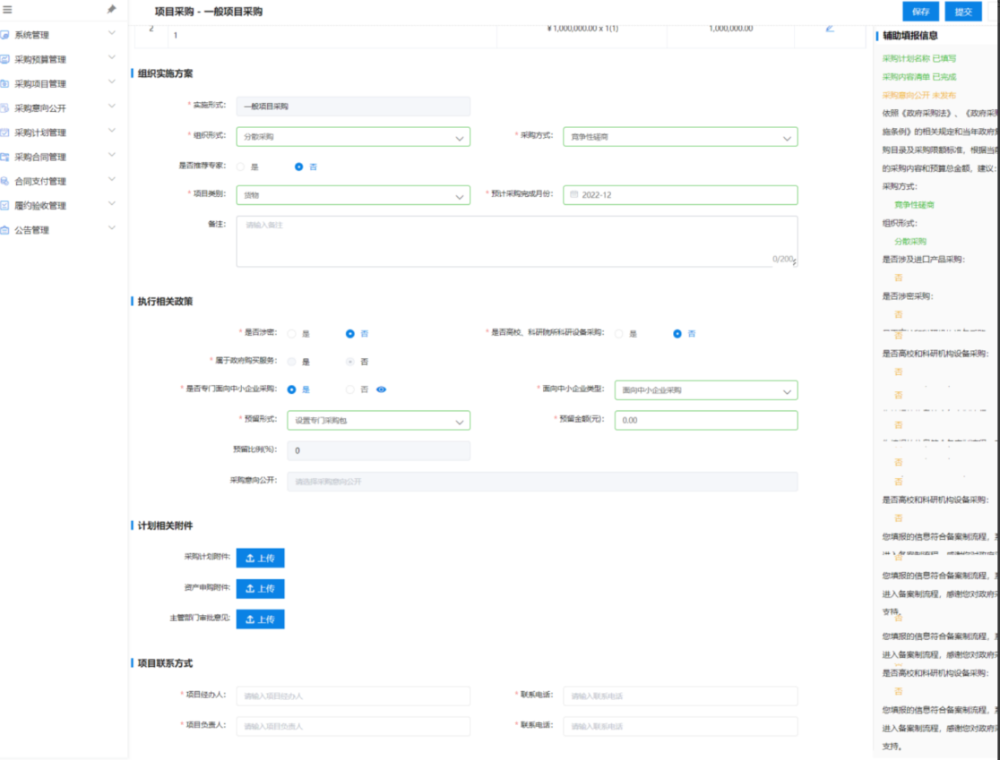 项目采购 - 一般项目采购
保存
提交
系统管理
采购预算管理
采购项目管理
采购意向公开
采购计划管理
采购合同管理
合同支付管理
履约验收管理
公告管理
2
1
¥1,000,000.00 x 1(1)
1,000,000.00
组织实施方案
* 实施形式: 一般项目采购
* 组织形式: 分散采购
* 采购方式: 竞争性磋商
是否推荐专家: 是 否
* 项目类别: 货物
* 预计采购完成月份: 2022-12
备注: 请输入备注
0/200
执行相关政策
* 是否涉密: 是 否
* 是否高校、科研院所科研设备采购: 是 否
* 属于政府购买服务: 是 否
* 是否专门面向中小企业采购: 是 否
* 面向中小企业类型: 面向中小企业采购
* 预留形式: 设置专门采购包
* 预留金额(元): 0.00
预留比例(%): 0
采购意向公开: 请选择采购意向公开
计划相关附件
采购计划附件: 上传
资产申购附件: 上传
主管部门审批意见: 上传
项目联系方式
* 项目经办人: 请输入项目经办人
* 联系电话: 请输入联系电话
* 项目负责人: 请输入项目负责人
* 联系电话: 请输入联系电话
辅助填报信息
采购计划名称 已填写
采购内容清单 已完成
采购意向公开 未发布
依照《政府采购法》、《政府采购
施条例》的相关规定和当年政府
购目录及采购限额标准，根据当
的采购内容和预算总金额，建议:
采购方式:
竞争性磋商
组织形式:
分散采购
是否涉及进口产品采购:
否
是否涉密采购:
否
否
是否高校和科研机构设备采购:
否
否
否
否
否
是否高校和科研机构设备采购:
否
您填报的信息符合备案制流程，
进入备案制流程，感谢您对政府
否
您填报的信息符合备案制流程，
进入备案制流程，感谢您对政府
支持。
否
您填报的信息符合备案制流程，
进入备案制流程，感谢您对政府
是否高校和科研机构设备采购:
否
您填报的信息符合备案制流程，
进入备案制流程，感谢您对政府
支持。